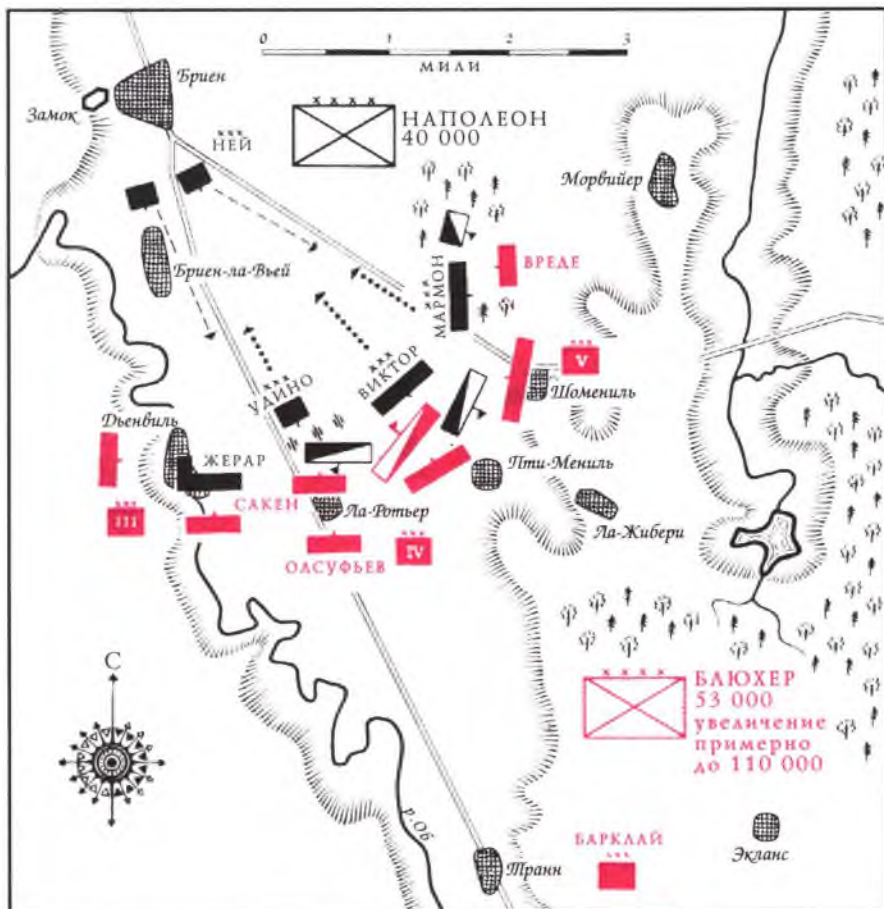 0 1 2 3
МИЛИ
Бриен
Замок
НЕЙ
НАПОЛЕОН
40 000
Морвийер
Бриен-ла-Вьей
МАРМОН
ВРЕДЕ
V
Шомениль
ВИКТОР
УДИНО
Дьенвиль
ЖЕРАР
Пти-Мениль
САКЕН
Ла-Ротьер
Ла-Жибери
III
ОЛСУФЬЕВ
IV
С
БЛЮХЕР
53 000
увеличение
примерно
до 110 000
р.Об
БАРКЛАЙ
Экланс
Транн